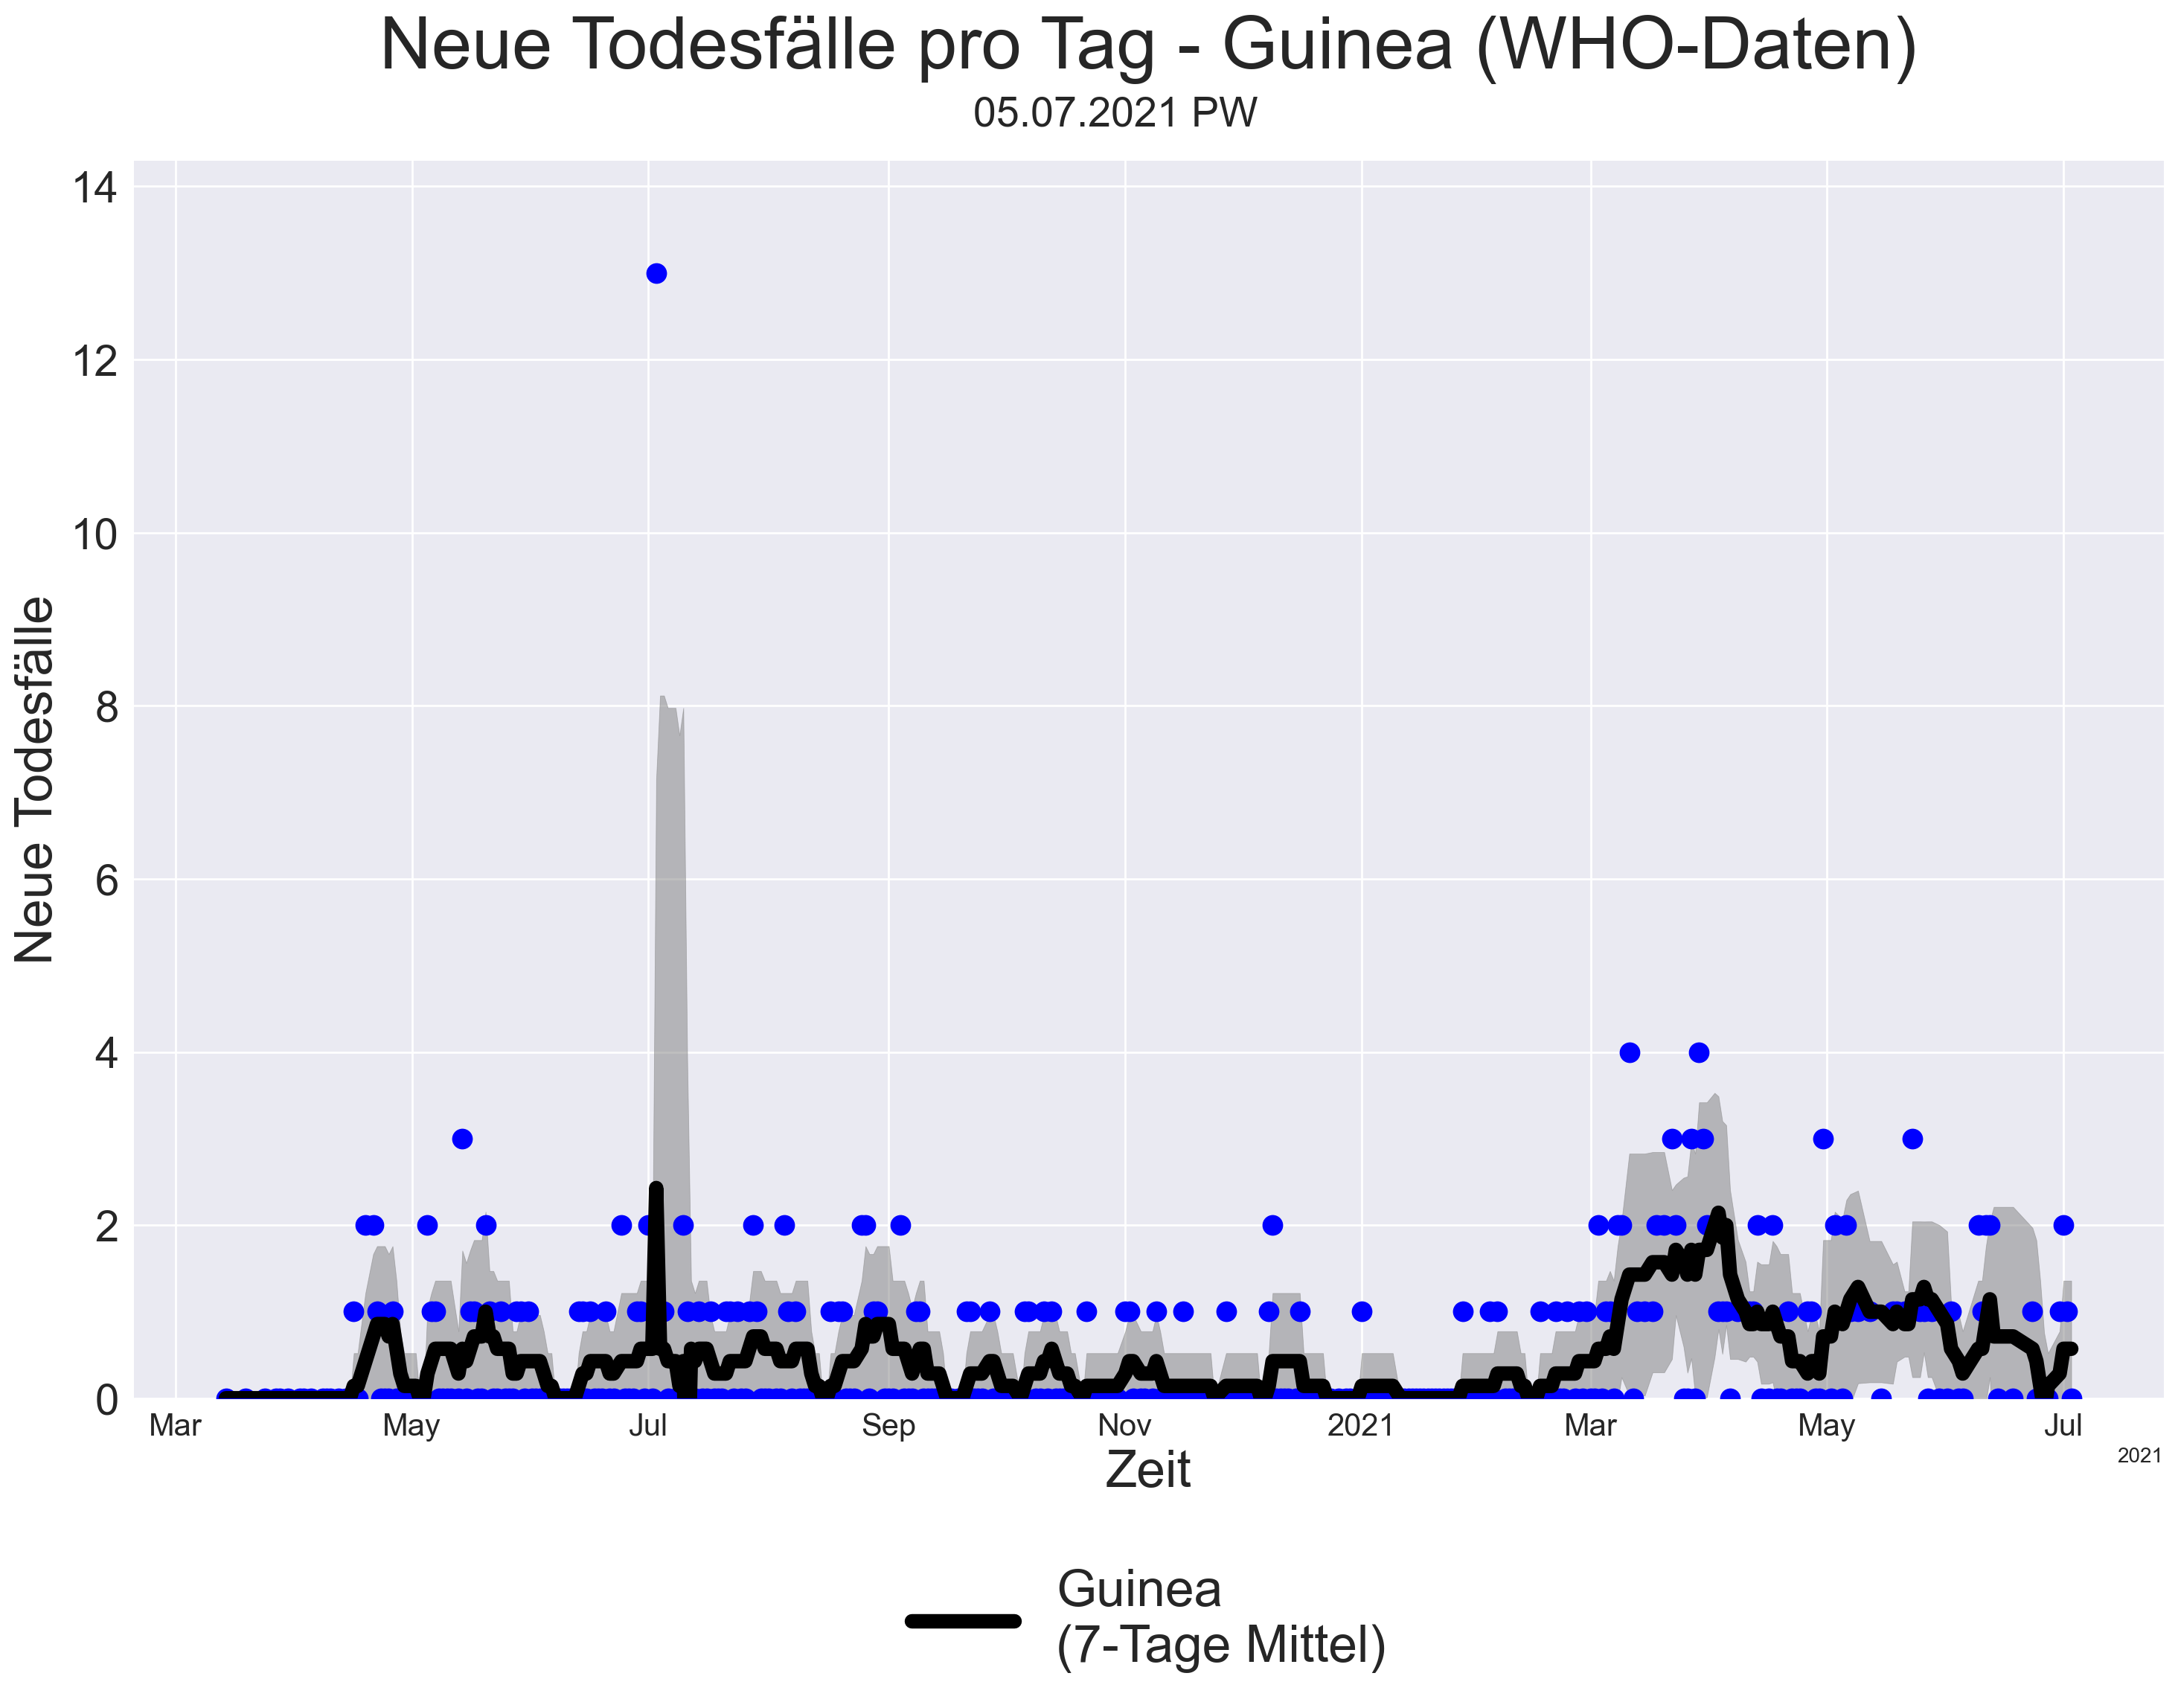 Neue Todesfälle pro Tag - Guinea (WHO-Daten)
05.07.2021 PW
14
12
10
8
6
4
2
0
Neue Todesfälle
Mar May Jul Sep Nov 2021 Mar May Jul
2021
Zeit
Guinea
(7-Tage Mittel)